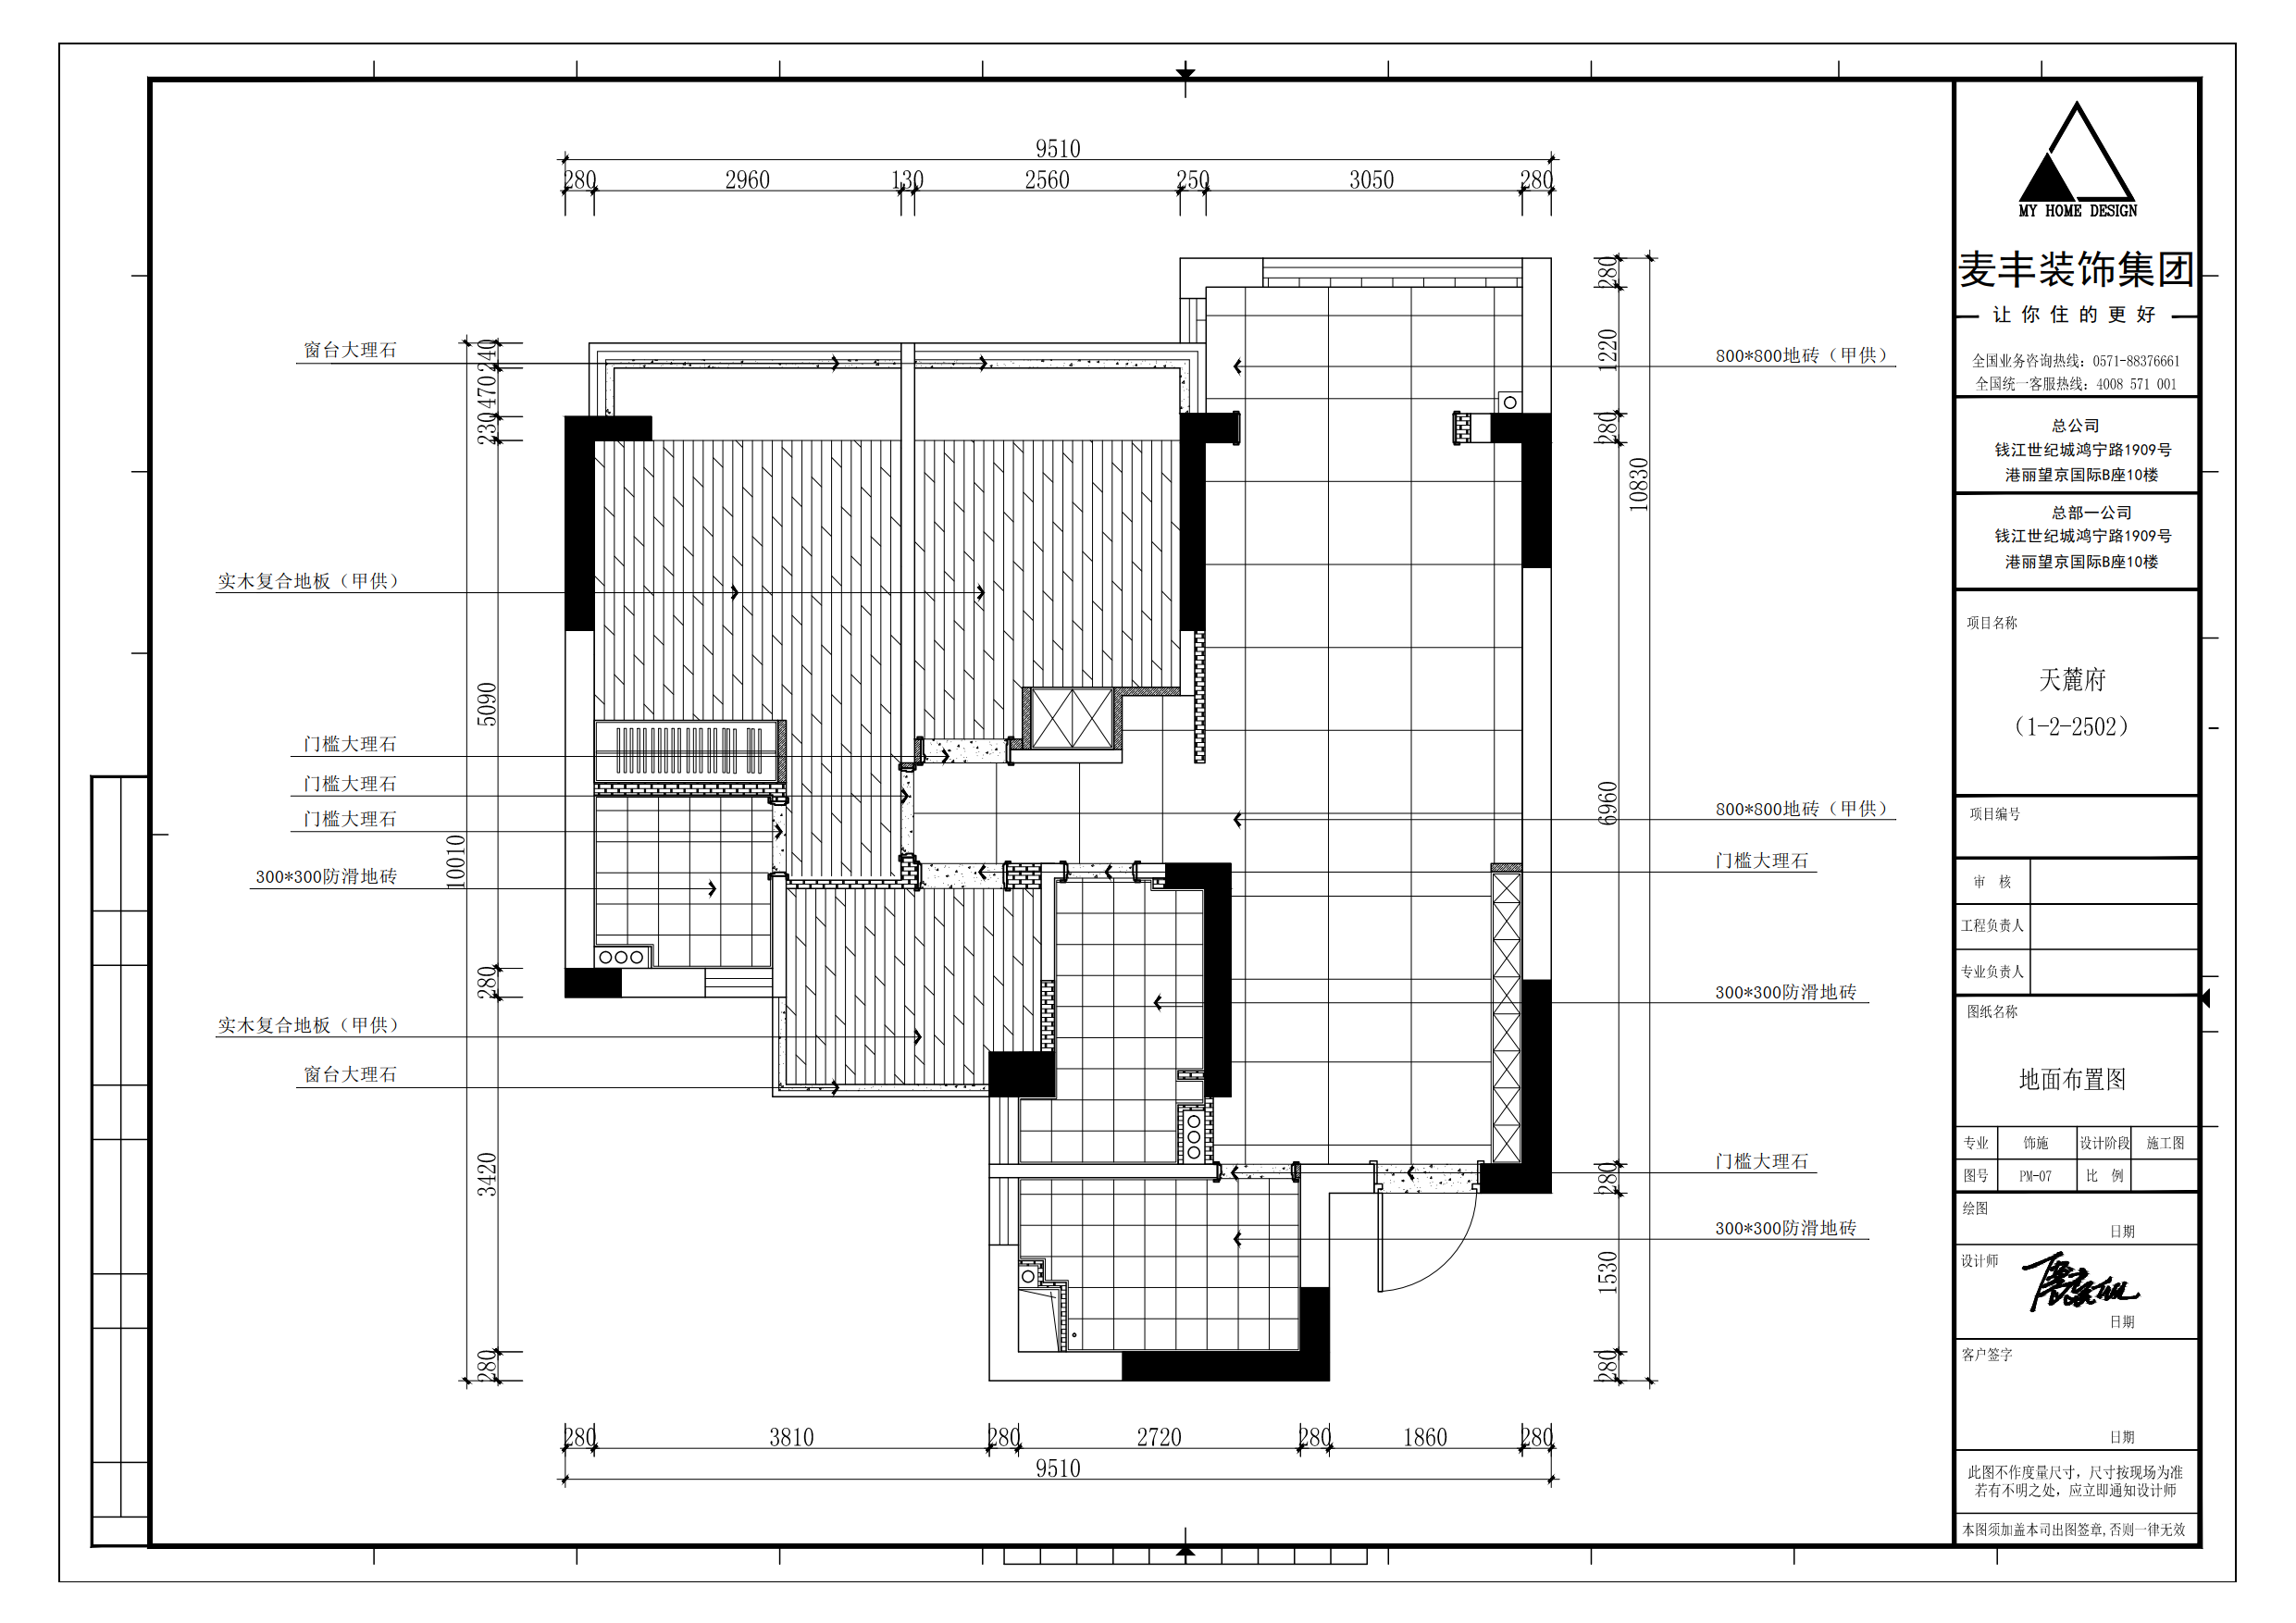 9510
280 2960 130 2560 250 3050 280
窗台大理石
实木复合地板（甲供）
门槛大理石
门槛大理石
门槛大理石
300*300防滑地砖
实木复合地板（甲供）
窗台大理石
240
470
230
5090
10010
280
3420
280
280
1220
280
10830
6960
280
1530
280
800*800地砖（甲供）
800*800地砖（甲供）
门槛大理石
300*300防滑地砖
门槛大理石
300*300防滑地砖
280 3810 280 2720 280 1860 280
9510
MY HOME DESIGN
麦丰装饰集团
让你住的更好
全国业务咨询热线：0571-88376661
全国统一客服热线：4008 571 001
总公司
钱江世纪城鸿宁路1909号
港丽望京国际B座10楼
总部一公司
钱江世纪城鸿宁路1909号
港丽望京国际B座10楼
项目名称
天麓府
（1-2-2502）
项目编号
审 核
工程负责人
专业负责人
图纸名称
地面布置图
专业 饰施 设计阶段 施工图
图号 PM-07 比 例
绘图
日期
设计师
日期
客户签字
日期
此图不作度量尺寸，尺寸按现场为准
若有不明之处，应立即通知设计师
本图须加盖本司出图签章,否则一律无效